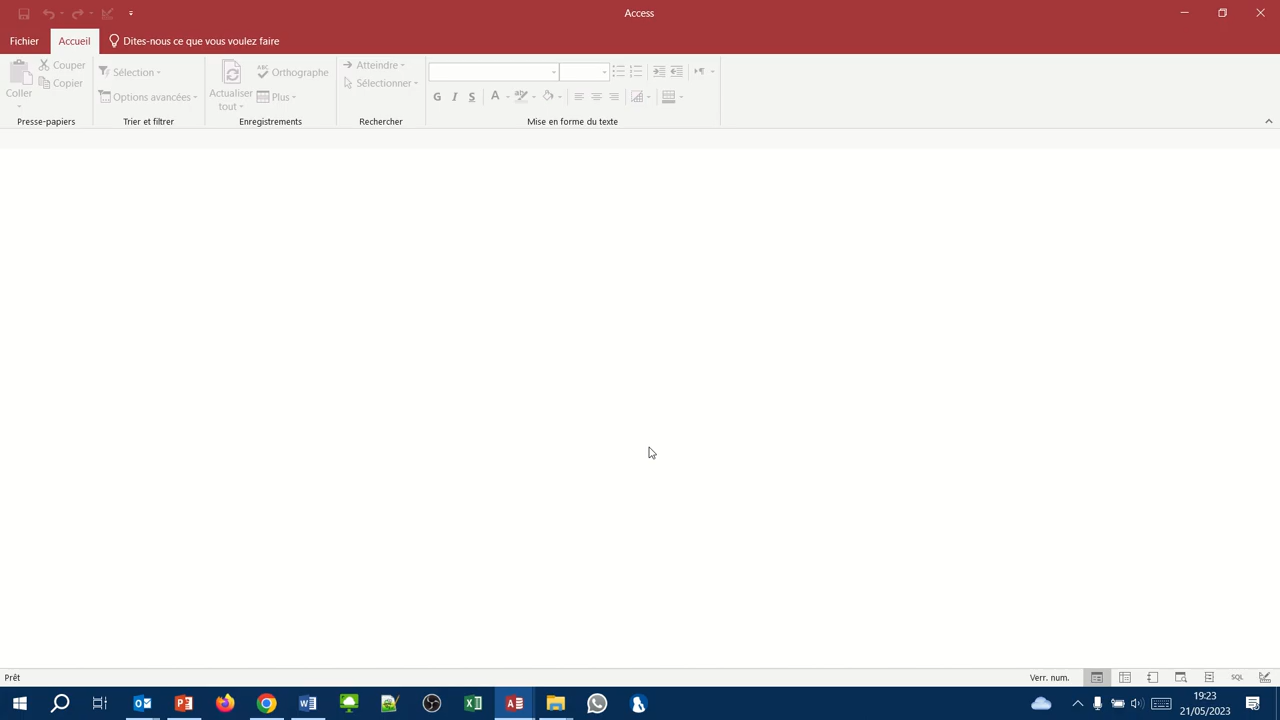 Access
Fichier
Accueil
Dites-nous ce que vous voulez faire
Coller
Couper
Copier
Presse-papiers
Sélection
Options avancées
Trier et filtrer
Actualiser
tout
Orthographe
Plus
Enregistrements
Atteindre
Sélectionner
Rechercher
G I S A
Mise en forme du texte
Prêt
Verr. num.
SQL
19:23
21/05/2023